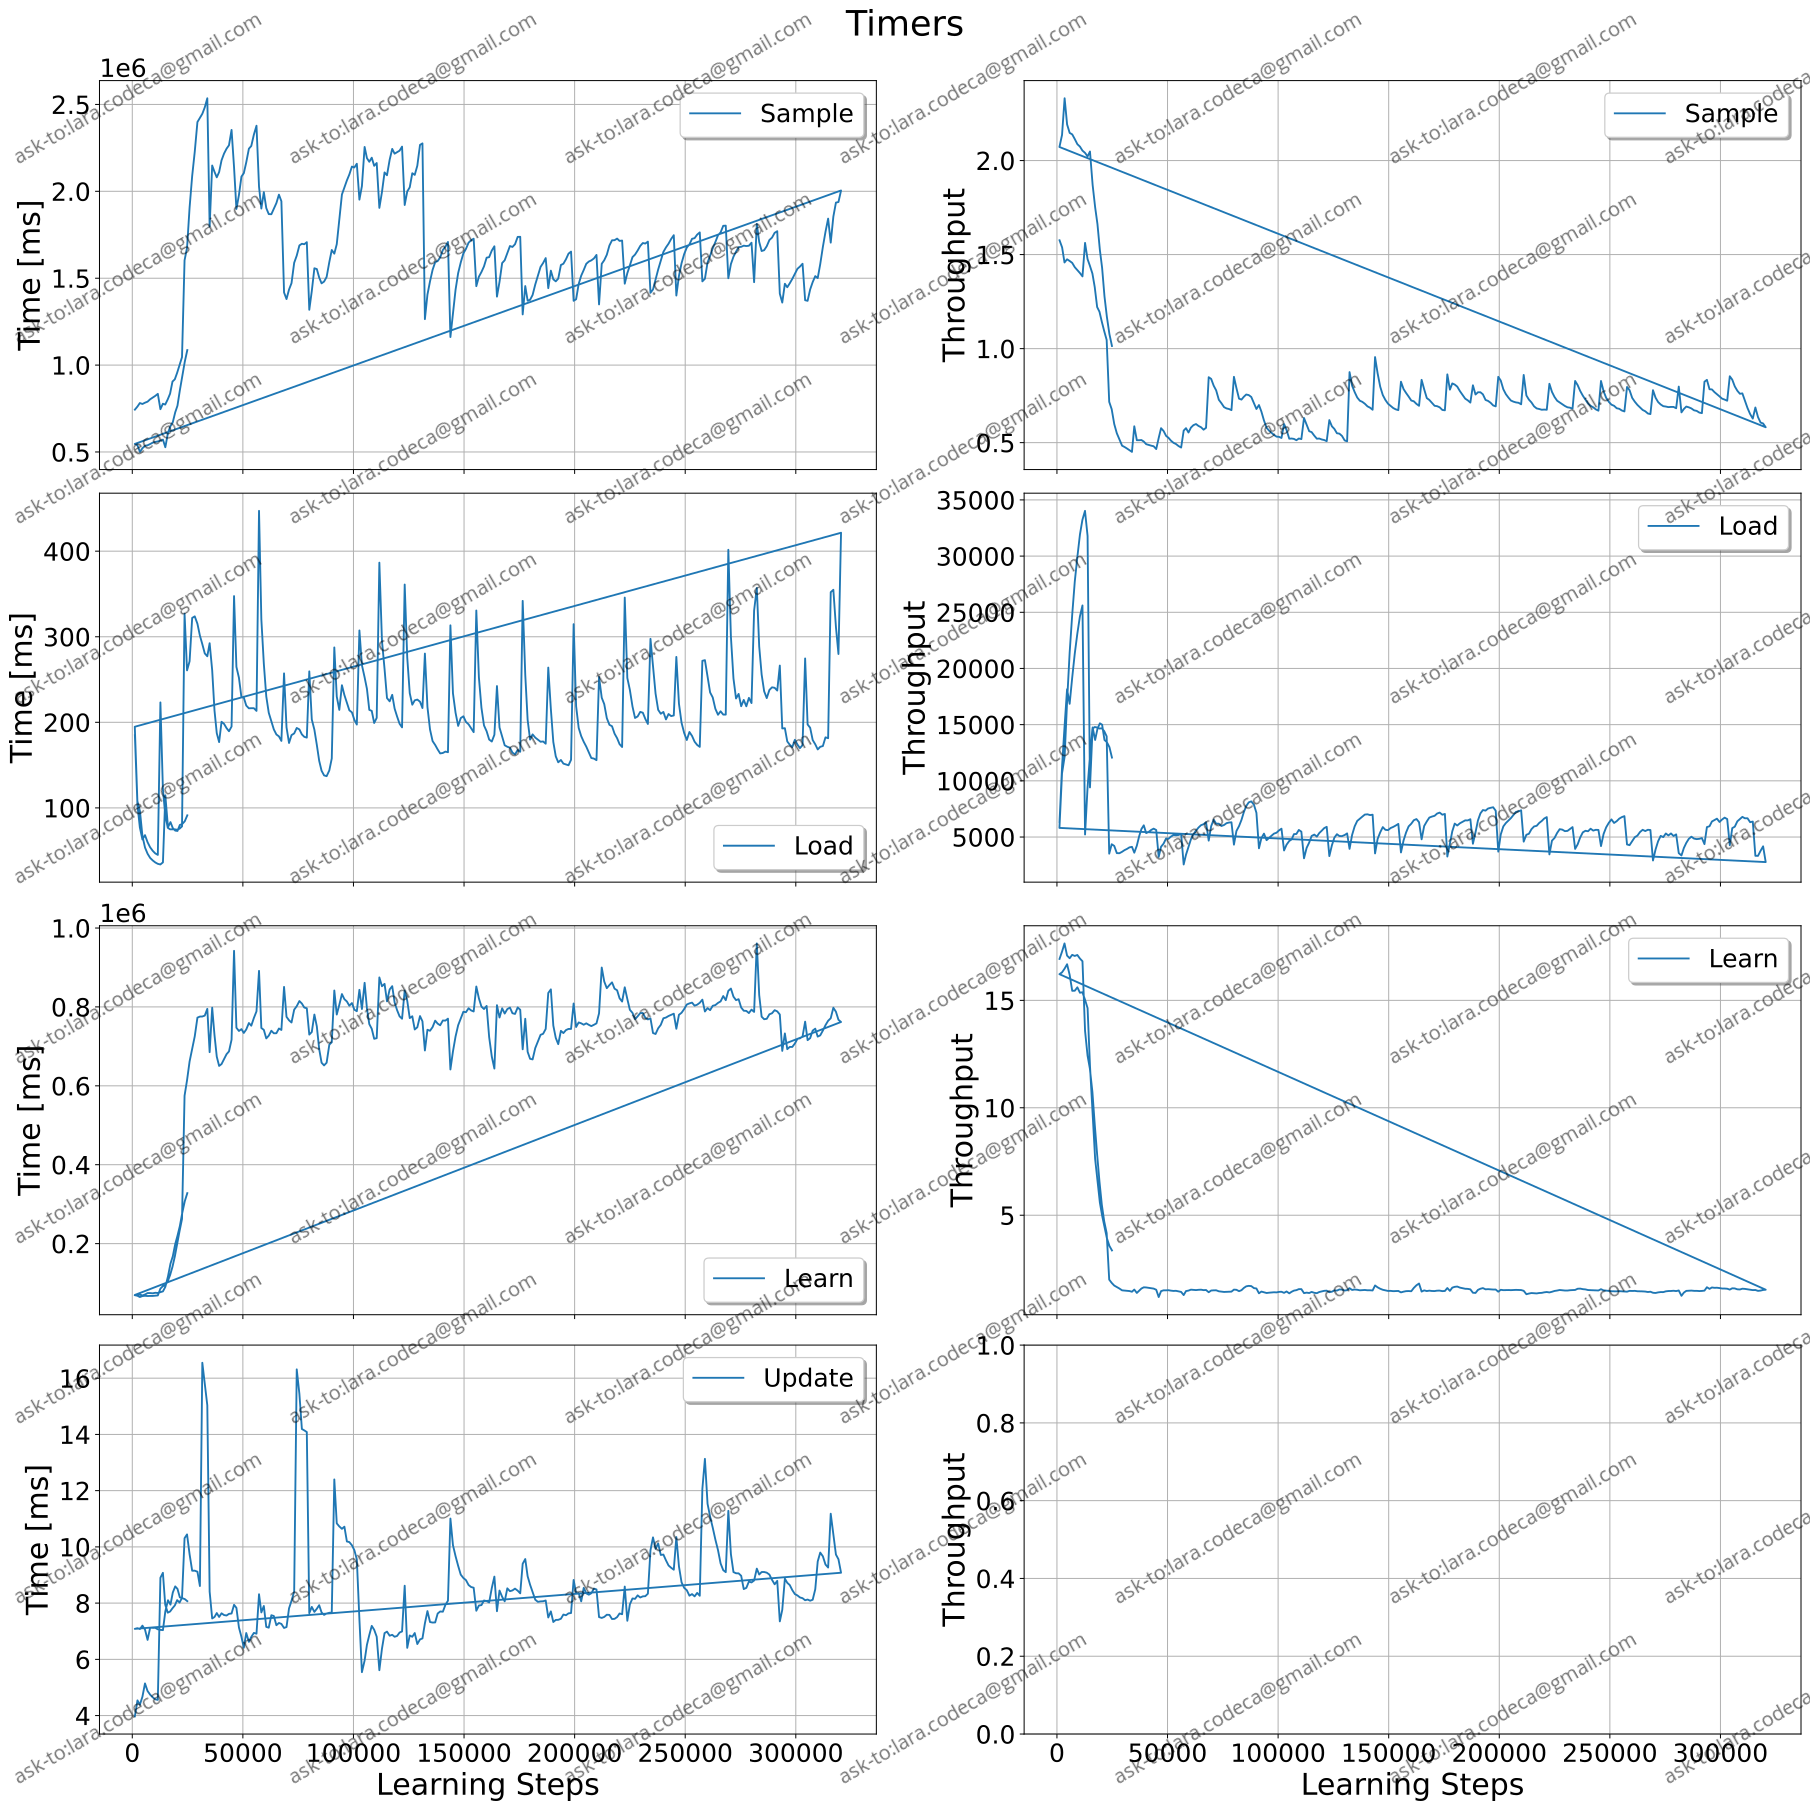 Timers
1e6
2.5
2.0
1.5
1.0
0.5
Time [ms]
Sample
2.0
1.5
1.0
0.5
Throughput
Sample
400
300
200
100
Time [ms]
Load
35000
30000
25000
20000
15000
10000
5000
Throughput
Load
1e6
1.0
0.8
0.6
0.4
0.2
Time [ms]
Learn
15
10
5
Throughput
Learn
16
14
12
10
8
6
4
Time [ms]
Update
0 50000 100000 150000 200000 250000 300000
Learning Steps
1.0
0.8
0.6
0.4
0.2
0.0
Throughput
0 50000 100000 150000 200000 250000 300000
Learning Steps
ask-to:lara.codeca@gmail.com